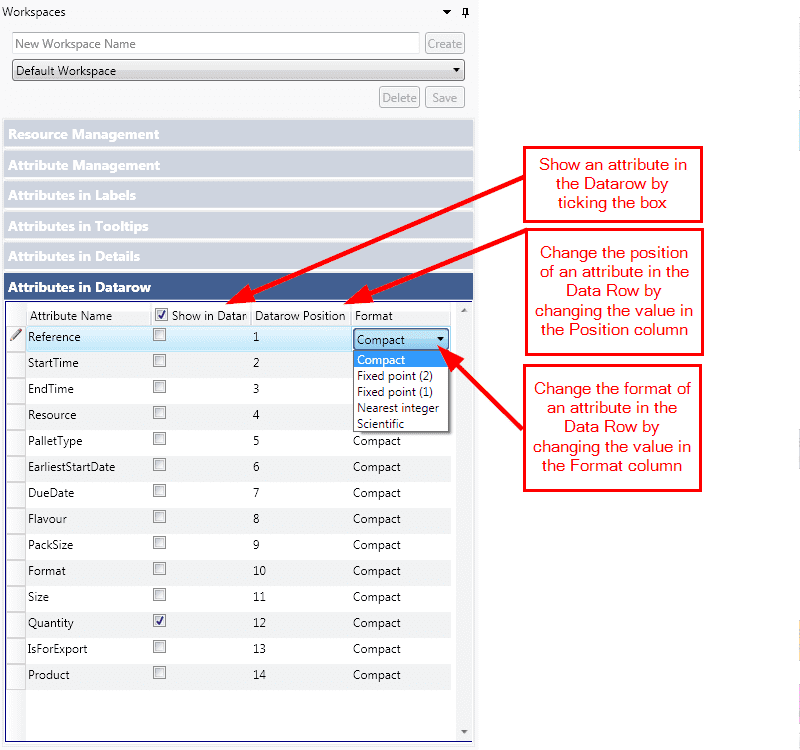 Workspaces
New Workspace Name
Create
Default Workspace
Delete Save
Resource Management
Attribute Management
Attributes in Labels
Attributes in Tooltips
Attributes in Details
Attributes in Datarow
Attribute Name Show in Datar Datarow Position Format
Reference 1 Compact
StartTime 2 Compact
EndTime 3 Fixed point (2)
Fixed point (1)
Resource 4 Nearest integer
Scientific
PalletType 5 Compact
EarliestStartDate 6 Compact
DueDate 7 Compact
Flavour 8 Compact
PackSize 9 Compact
Format 10 Compact
Size 11 Compact
Quantity 12 Compact
IsForExport 13 Compact
Product 14 Compact
Show an attribute in
the Datarow by
ticking the box
Change the position
of an attribute in the
Data Row by
changing the value in
the Position column
Change the format of
an attribute in the
Data Row by
changing the value in
the Format column